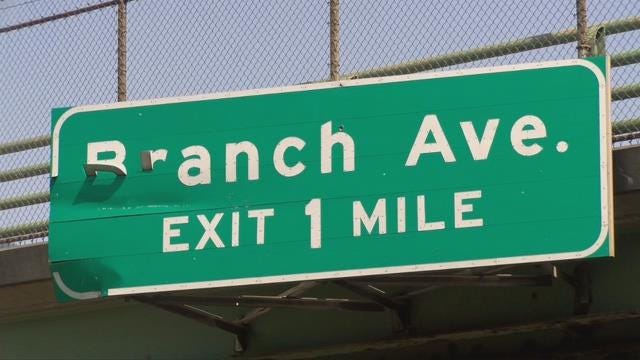 Branch Ave.
EXIT 1 MILE